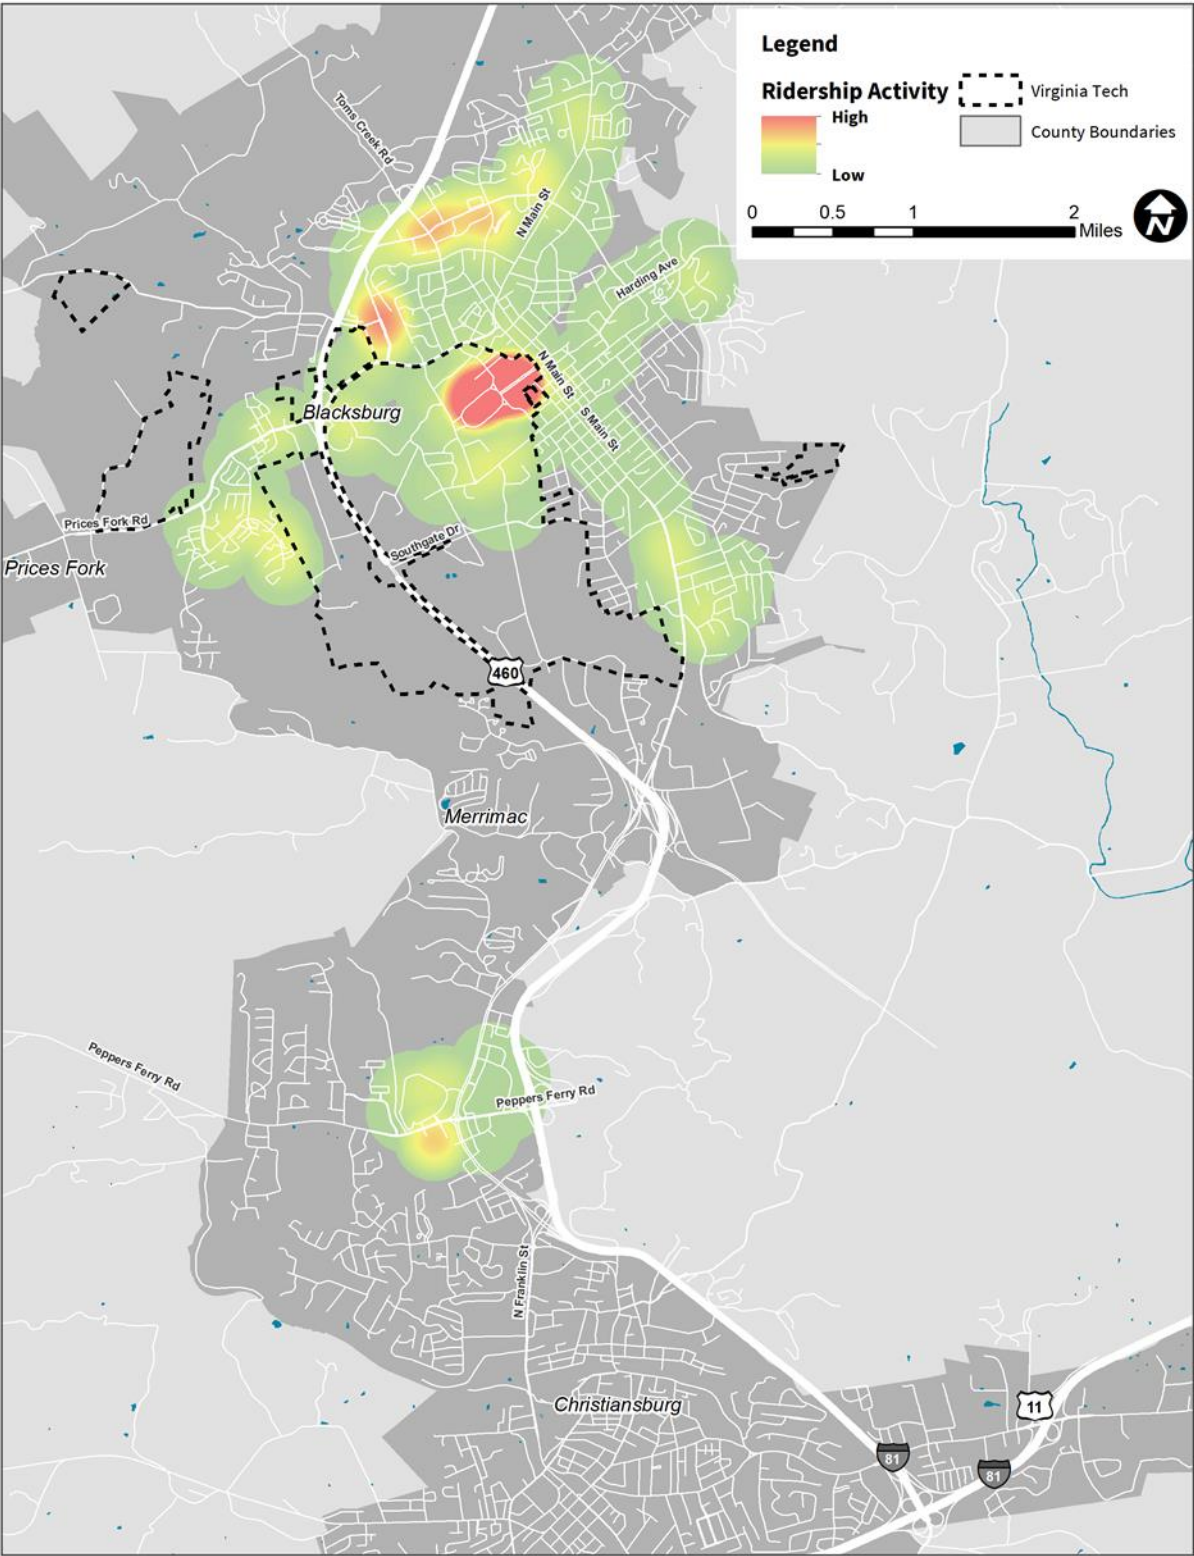 Legend
Ridership Activity
High
Low
Virginia Tech
County Boundaries
0 0.5 1 2
Miles
N
Toms Creek Rd
N Main St
Harding Ave
N Main St
S Main St
Blacksburg
Prices Fork Rd
Southgate Dr
Prices Fork
460
Merrimac
Peppers Ferry Rd
Peppers Ferry Rd
N Franklin St
Christiansburg
11
81
81